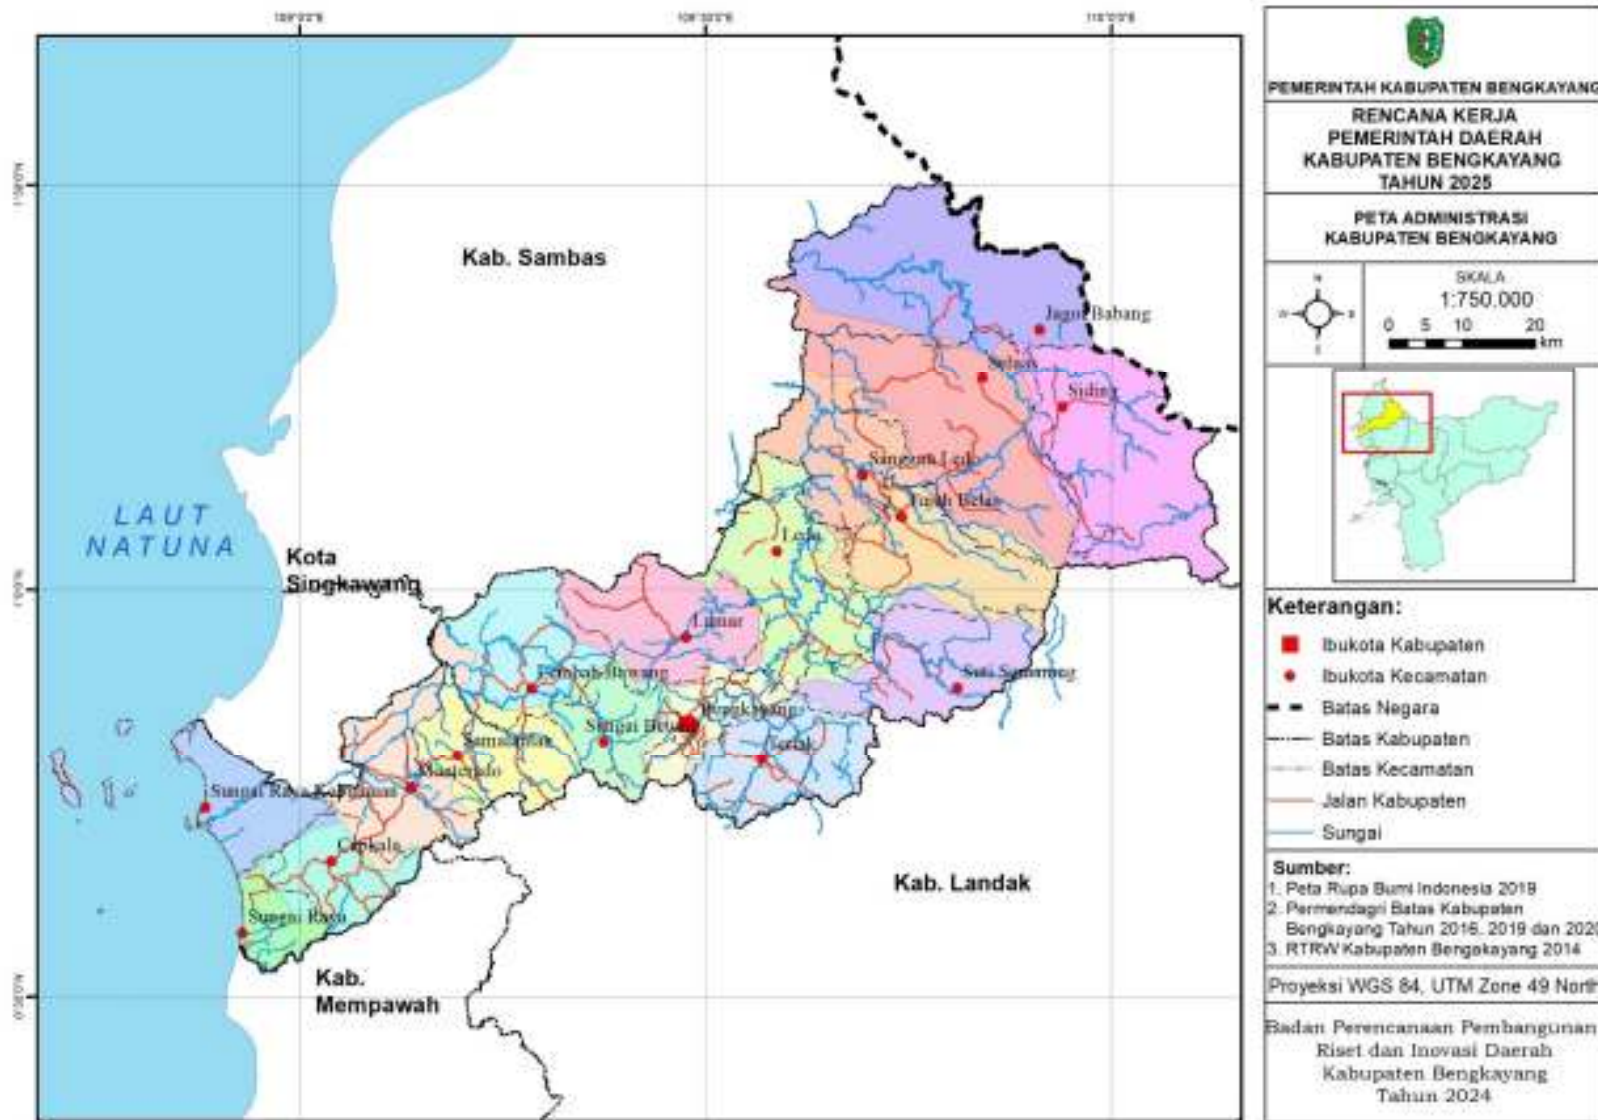 Kab. Sambas
Jagoi Babang
Seluas
Siding
Sanggau Ledo
Tujuh Belas
LAUT
NATUNA
Kota
Singkawang
Ledo
Lumar
Suti Semarang
Bengkayang
Teriak
Samalantan
Monterado
Sungai Raya Kepulauan
Capkala
Sungai Raya
Kab. Landak
Kab.
Mempawah
PEMERINTAH KABUPATEN BENGKAYANG
RENCANA KERJA
PEMERINTAH DAERAH
KABUPATEN BENGKAYANG
TAHUN 2025
PETA ADMINISTRASI
KABUPATEN BENGKAYANG
SKALA
1:750.000
0 5 10 20
km
Keterangan:
Ibukota Kabupaten
Ibukota Kecamatan
Batas Negara
Batas Kabupaten
Batas Kecamatan
Jalan Kabupaten
Sungai
Sumber:
1. Peta Rupa Bumi Indonesia 2019
2. Permendagri Batas Kabupaten
Bengkayang Tahun 2016, 2019 dan 2020
3. RTRW Kabupaten Bengakayang 2014
Proyeksi WGS 84, UTM Zone 49 North
Badan Perencanaan Pembangunan
Riset dan Inovasi Daerah
Kabupaten Bengkayang
Tahun 2024